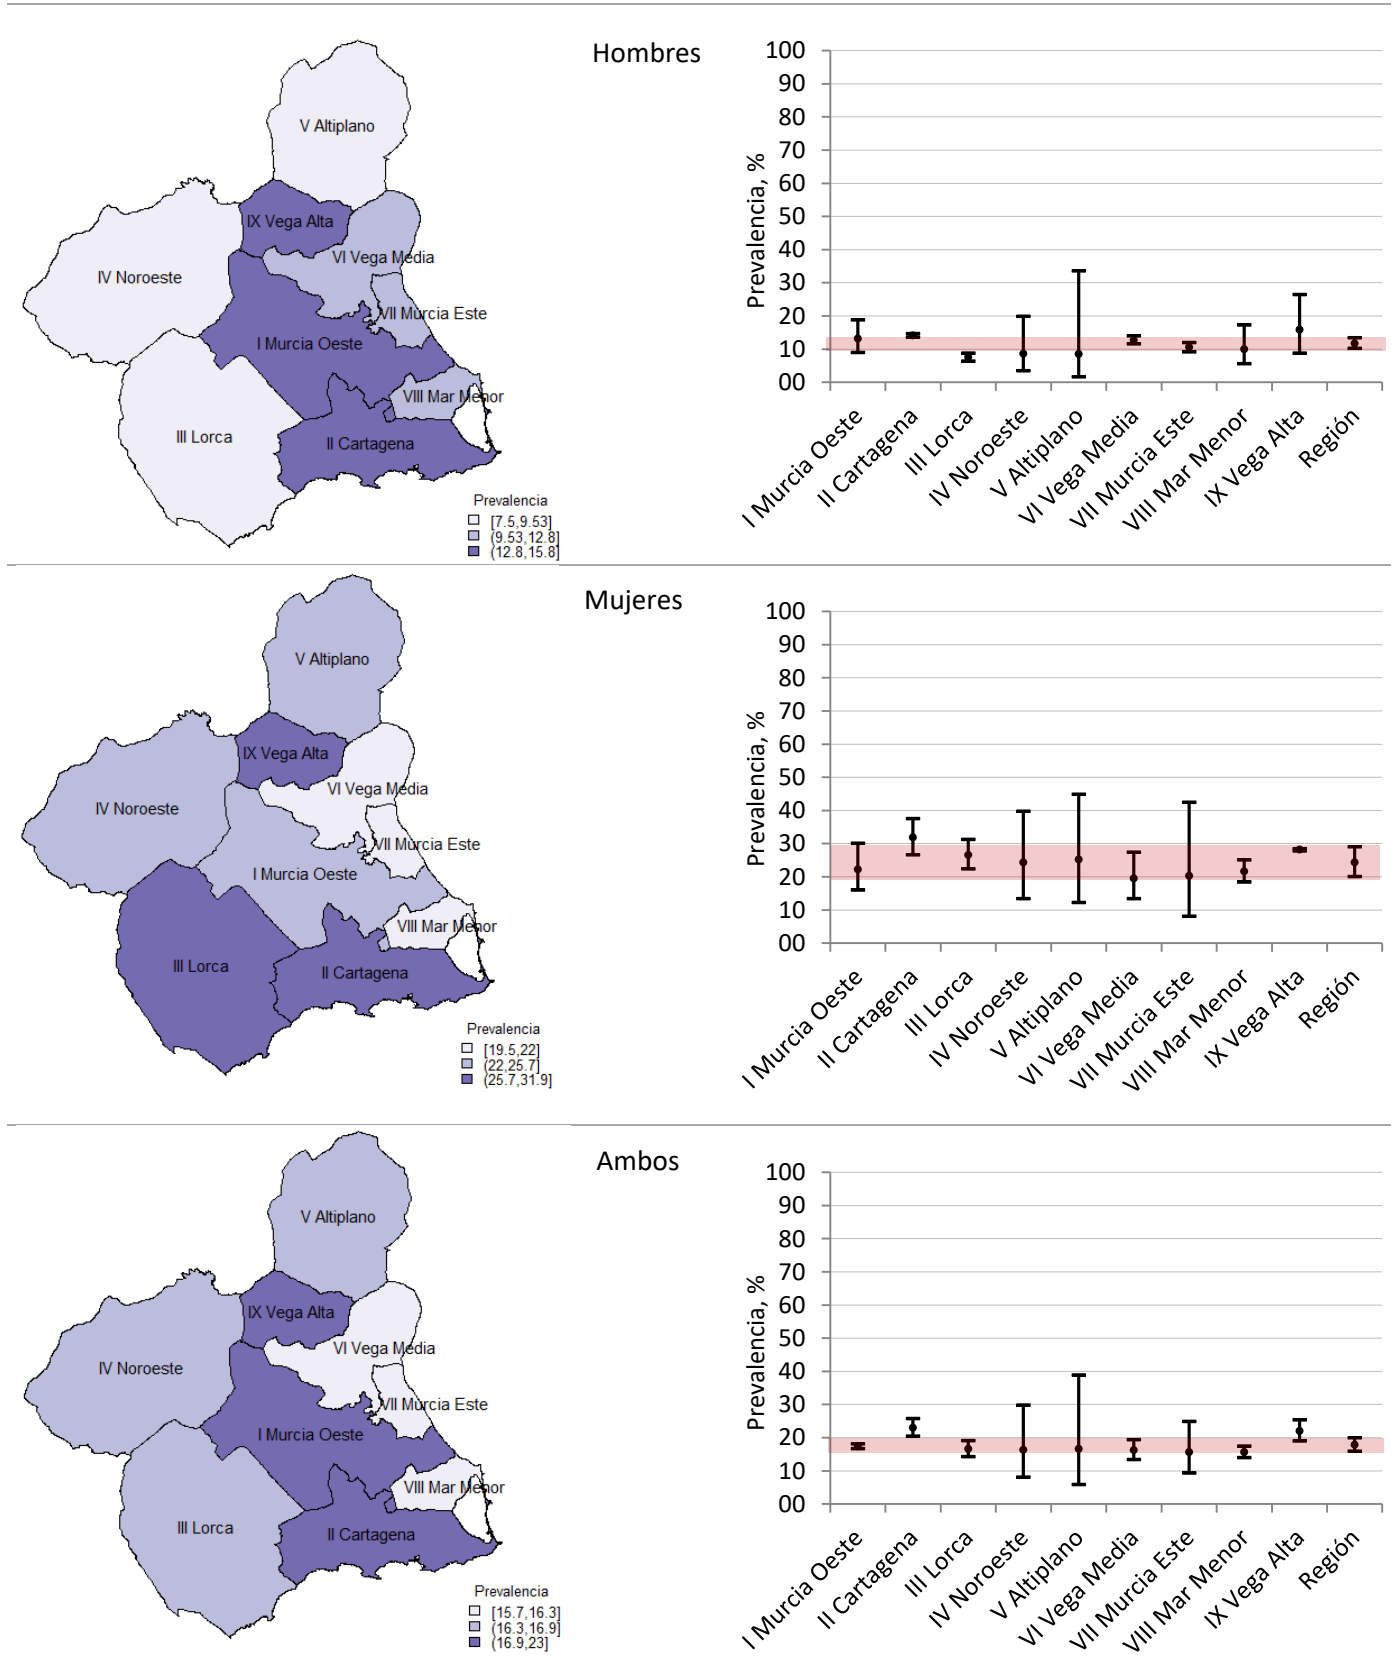 Hombres
V Altiplano
IX Vega Alta
VI Vega Media
IV Noroeste
VII Murcia Este
I Murcia Oeste
VIII Mar Menor
III Lorca
II Cartagena
Prevalencia
[7.5,9.53]
(9.53,12.8]
(12.8,15.8]
Prevalencia, %
100
90
80
70
60
50
40
30
20
10
00
I Murcia Oeste
II Cartagena
III Lorca
IV Noroeste
V Altiplano
VI Vega Media
VII Murcia Este
VIII Mar Menor
IX Vega Alta
Región
Mujeres
V Altiplano
IX Vega Alta
VI Vega Media
IV Noroeste
VII Murcia Este
I Murcia Oeste
VIII Mar Menor
III Lorca
II Cartagena
Prevalencia
[19.5,22]
(22,25.7]
(25.7,31.9]
Prevalencia, %
100
90
80
70
60
50
40
30
20
10
00
I Murcia Oeste
II Cartagena
III Lorca
IV Noroeste
V Altiplano
VI Vega Media
VII Murcia Este
VIII Mar Menor
IX Vega Alta
Región
Ambos
V Altiplano
IX Vega Alta
VI Vega Media
IV Noroeste
VII Murcia Este
I Murcia Oeste
VIII Mar Menor
III Lorca
II Cartagena
Prevalencia
[15.7,16.3]
(16.3,16.9]
(16.9,23]
Prevalencia, %
100
90
80
70
60
50
40
30
20
10
00
I Murcia Oeste
II Cartagena
III Lorca
IV Noroeste
V Altiplano
VI Vega Media
VII Murcia Este
VIII Mar Menor
IX Vega Alta
Región